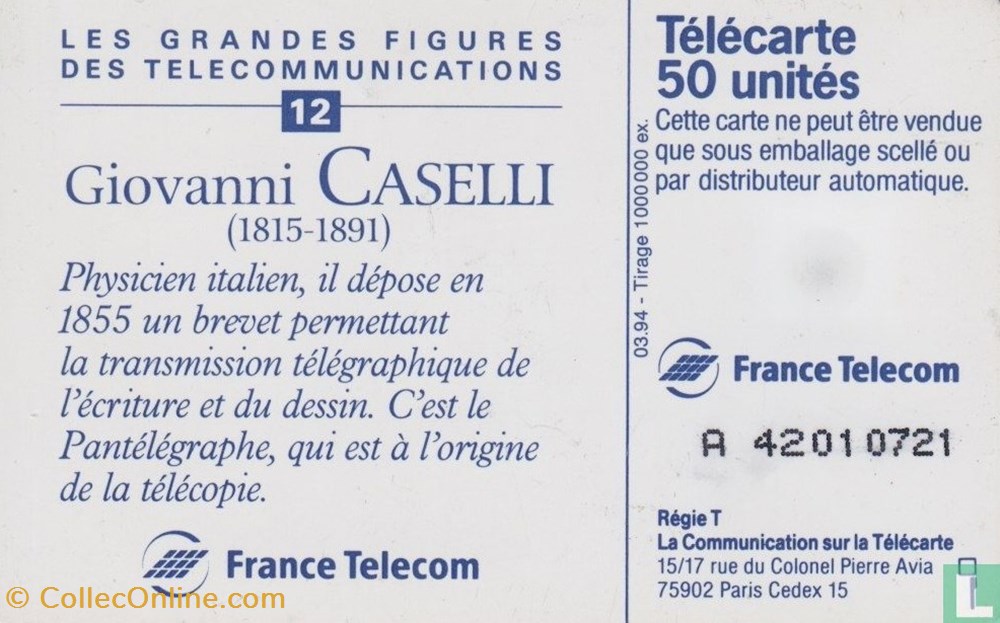 LES GRANDES FIGURES
DES TELECOMMUNICATIONS
12
Giovanni CASELLI
(1815-1891)
Physicien italien, il dépose en
1855 un brevet permettant
la transmission télégraphique de
l'écriture et du dessin. C'est le
Pantélégraphe, qui est à l'origine
de la télécopie.
France Telecom
03.94 - Tirage 1000000 ex.
Télécarte
50 unités
Cette carte ne peut être vendue
que sous emballage scellé ou
par distributeur automatique.
France Telecom
A 42010721
Régie T
La Communication sur la Télécarte
15/17 rue du Colonel Pierre Avia
75902 Paris Cedex 15
© CollecOnline.com
L